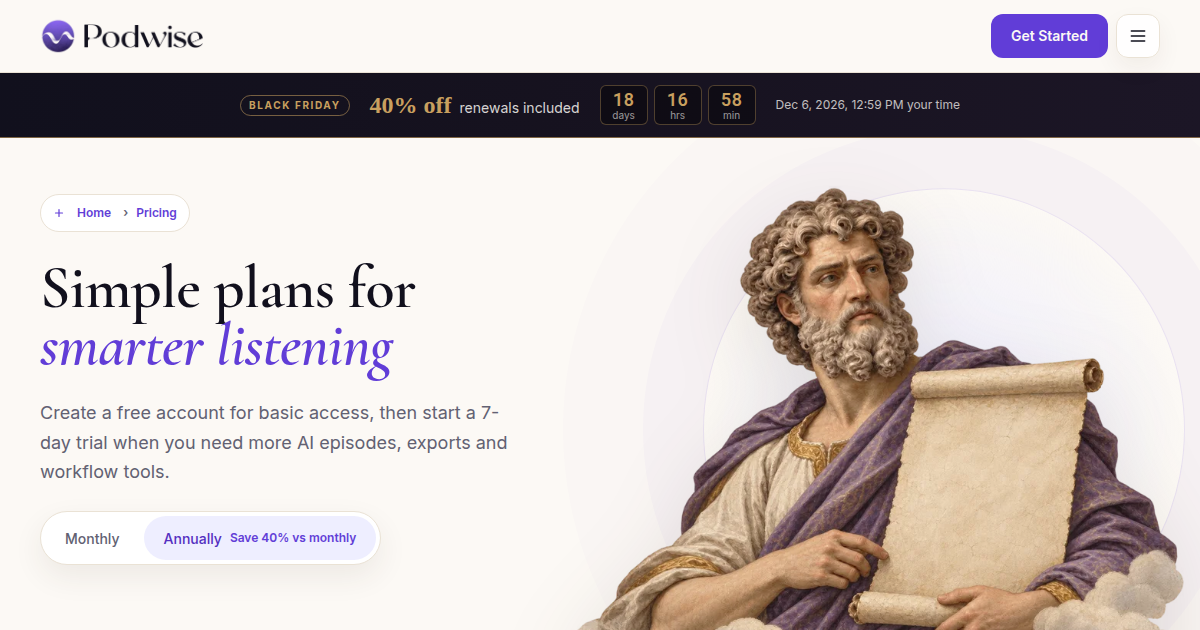 Podwise
Get Started
BLACK FRIDAY
40% off renewals included
18 days
16 hrs
58 min
Dec 6, 2026, 12:59 PM your time
+ Home › Pricing
Simple plans for
smarter listening
Create a free account for basic access, then start a 7-
day trial when you need more AI episodes, exports and
workflow tools.
Monthly
Annually Save 40% vs monthly